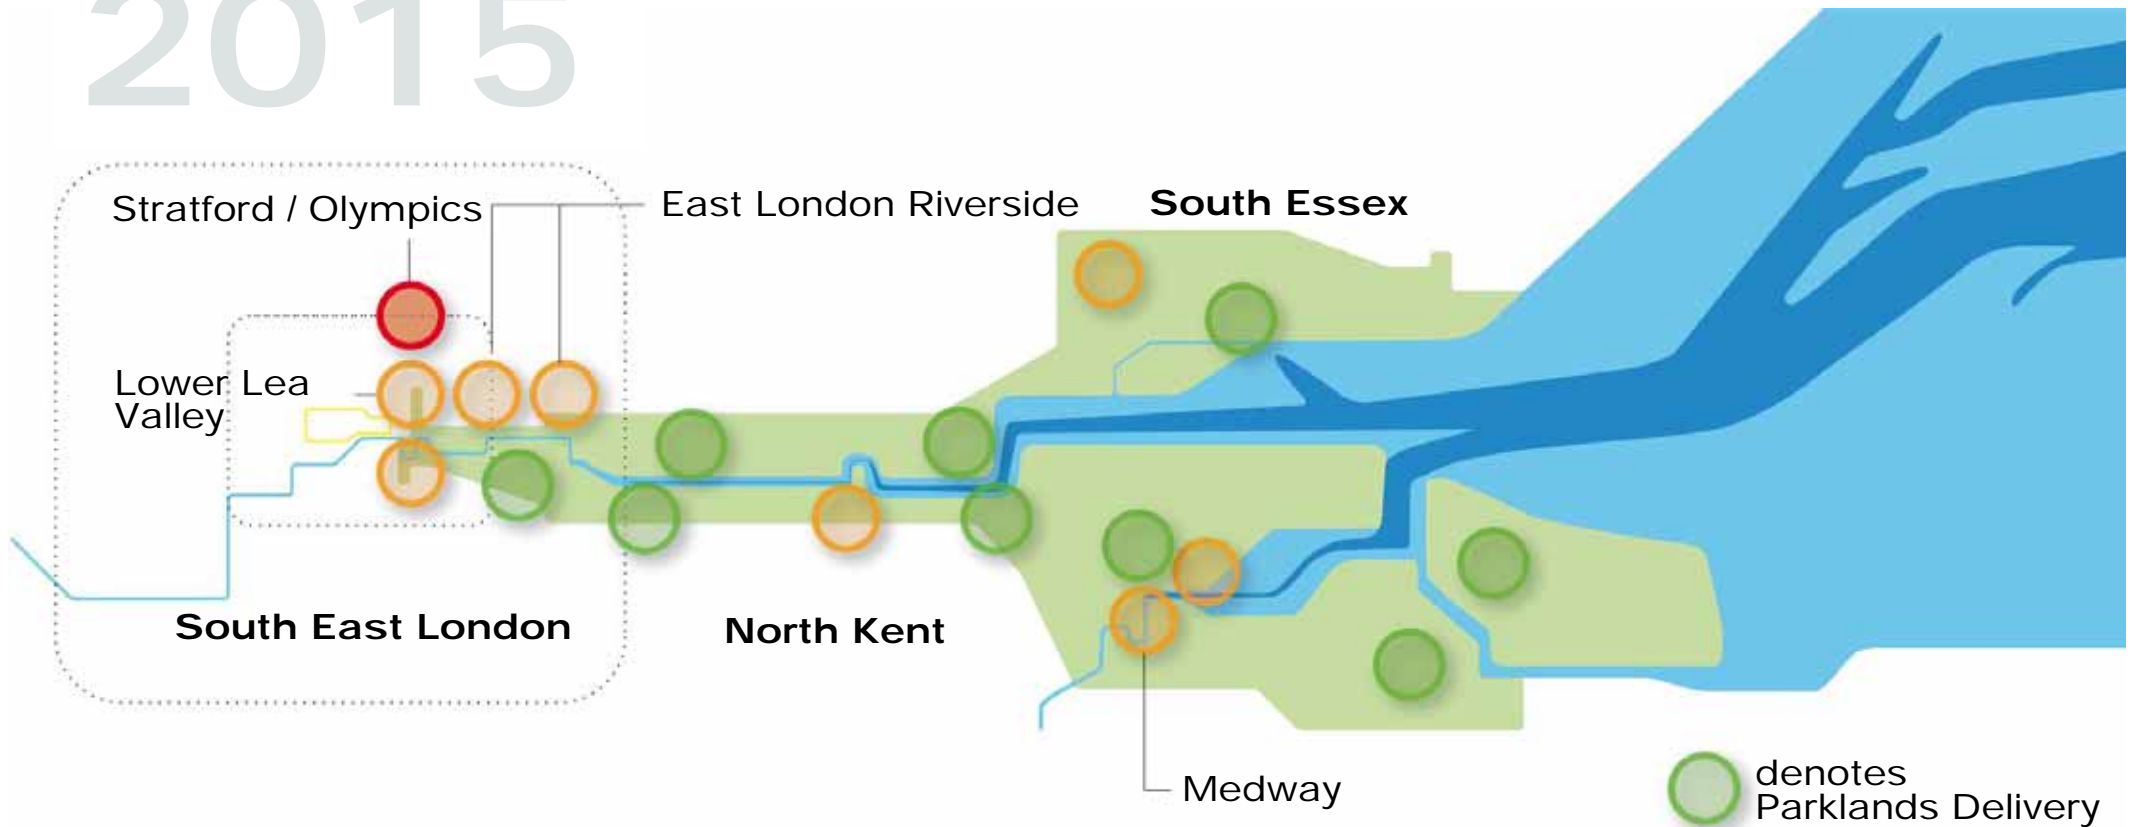 2015
Stratford / Olympics
East London Riverside
South Essex
Lower Lea
Valley
South East London
North Kent
Medway
denotes
Parklands Delivery